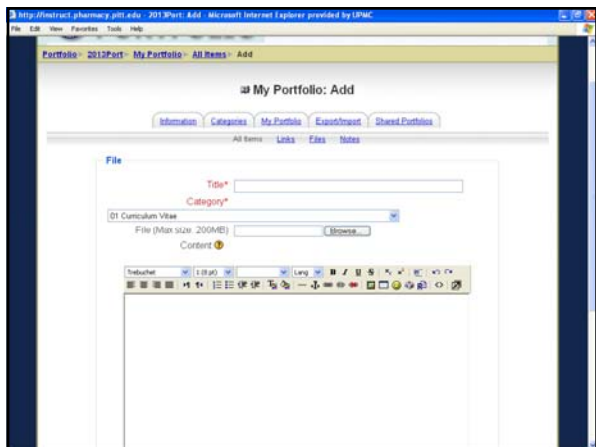 http://instruct.pharmacy.pitt.edu - 2013Port: Add - Microsoft Internet Explorer provided by UPMC
File Edit View Favorites Tools Help
Portfolio▸ 2013Port▸ My Portfolio▸ All Items▸ Add
My Portfolio: Add
Information Categories My Portfolio Export/Import Shared Portfolios
All Items Links Files Notes
File
Title*
Category*
01 Curriculum Vitae
File (Max size: 200MB) Browse...
Content
Trebuchet 1 (8 pt) Lang B I U S